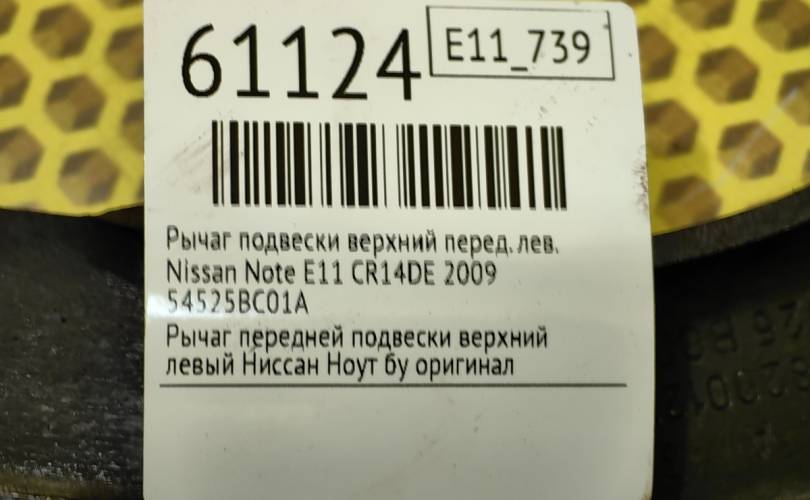 61124
E11_739
Рычаг подвески верхний перед. лев.
Nissan Note E11 CR14DE 2009
54525BC01A
Рычаг передней подвески верхний
левый Ниссан Ноут бу оригинал